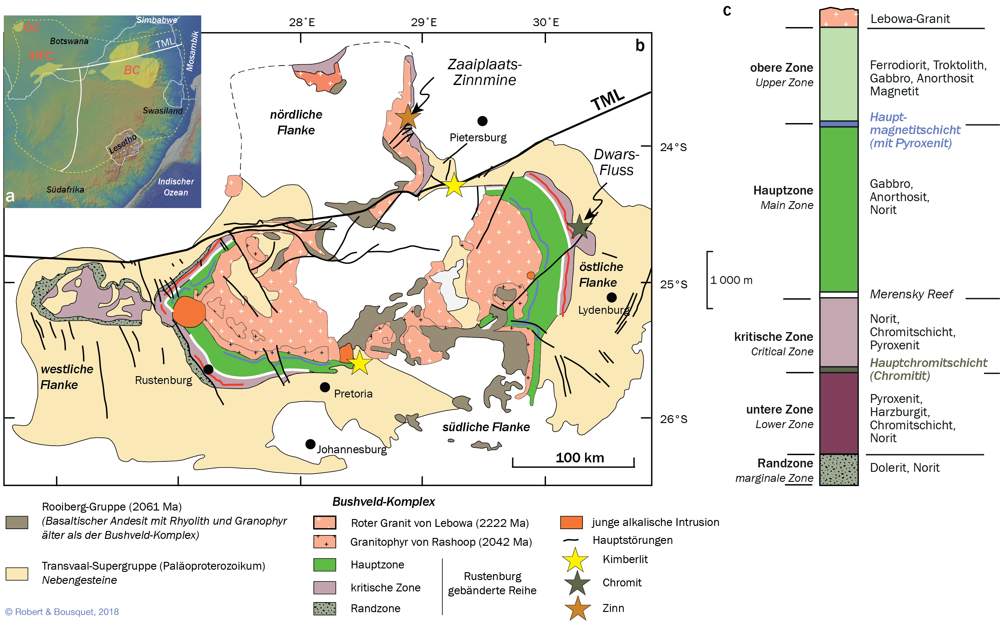 a
OC
Simbabwe
Botswana
TML
Mosambik
MFC
BC
Swasiland
Lesotho
Südafrika
Indischer
Ozean
b
28°E
29°E
30°E
24°S
25°S
26°S
Zaaiplaats-
Zinnmine
TML
nördliche
Flanke
Pietersburg
Dwars-
Fluss
östliche
Flanke
Lydenburg
westliche
Flanke
Rustenburg
Pretoria
südliche Flanke
Johannesburg
100 km
c
Lebowa-Granit
obere Zone
Upper Zone
Ferrodiorit, Troktolith,
Gabbro, Anorthosit
Magnetit
Haupt-
magnetitschicht
(mit Pyroxenit)
Hauptzone
Main Zone
Gabbro,
Anorthosit,
Norit
1 000 m
Merensky Reef
kritische Zone
Critical Zone
Norit,
Chromitschicht,
Pyroxenit
Hauptchromitschicht
(Chromitit)
untere Zone
Lower Zone
Pyroxenit,
Harzburgit,
Chromitschicht,
Norit
Randzone
marginale Zone
Dolerit, Norit
Rooiberg-Gruppe (2061 Ma)
(Basaltischer Andesit mit Rhyolith und Granophyr
älter als der Bushveld-Komplex)
Transvaal-Supergruppe (Paläoproterozoikum)
Nebengesteine
Bushveld-Komplex
Roter Granit von Lebowa (2222 Ma)
Granitophyr von Rashoop (2042 Ma)
Hauptzone
kritische Zone
Randzone
Rustenburg
gebänderte Reihe
junge alkalische Intrusion
Hauptstörungen
Kimberlit
Chromit
Zinn
© Robert & Bousquet, 2018